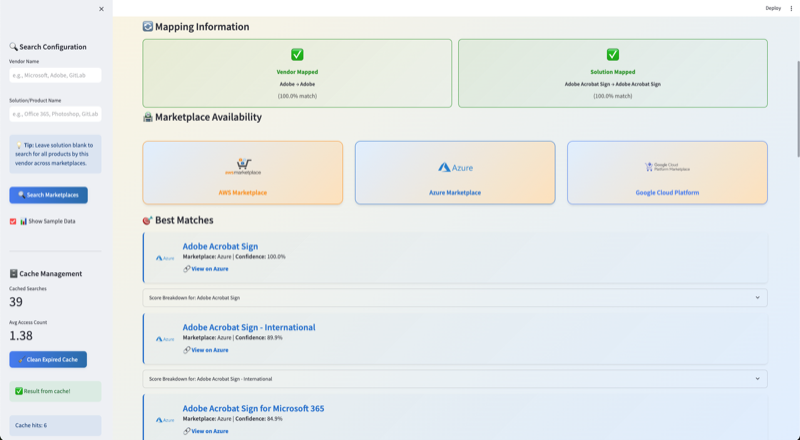 Deploy
Search Configuration
Vendor Name
e.g., Microsoft, Adobe, GitLab
Solution/Product Name
e.g., Office 365, Photoshop, GitLab
Tip: Leave solution blank to
search for all products by this
vendor across marketplaces.
Search Marketplaces
Show Sample Data
Cache Management
Cached Searches
39
Avg Access Count
1.38
Clean Expired Cache
Result from cache!
Cache hits: 6
Mapping Information
Vendor Mapped
Adobe → Adobe
(100.0% match)
Solution Mapped
Adobe Acrobat Sign → Adobe Acrobat Sign
(100.0% match)
Marketplace Availability
aws marketplace
AWS Marketplace
Azure
Azure Marketplace
Google Cloud
Platform Marketplace
Google Cloud Platform
Best Matches
Azure
Adobe Acrobat Sign
Marketplace: Azure | Confidence: 100.0%
View on Azure
Score Breakdown for: Adobe Acrobat Sign
Azure
Adobe Acrobat Sign - International
Marketplace: Azure | Confidence: 89.9%
View on Azure
Score Breakdown for: Adobe Acrobat Sign - International
Azure
Adobe Acrobat Sign for Microsoft 365
Marketplace: Azure | Confidence: 84.9%
View on Azure